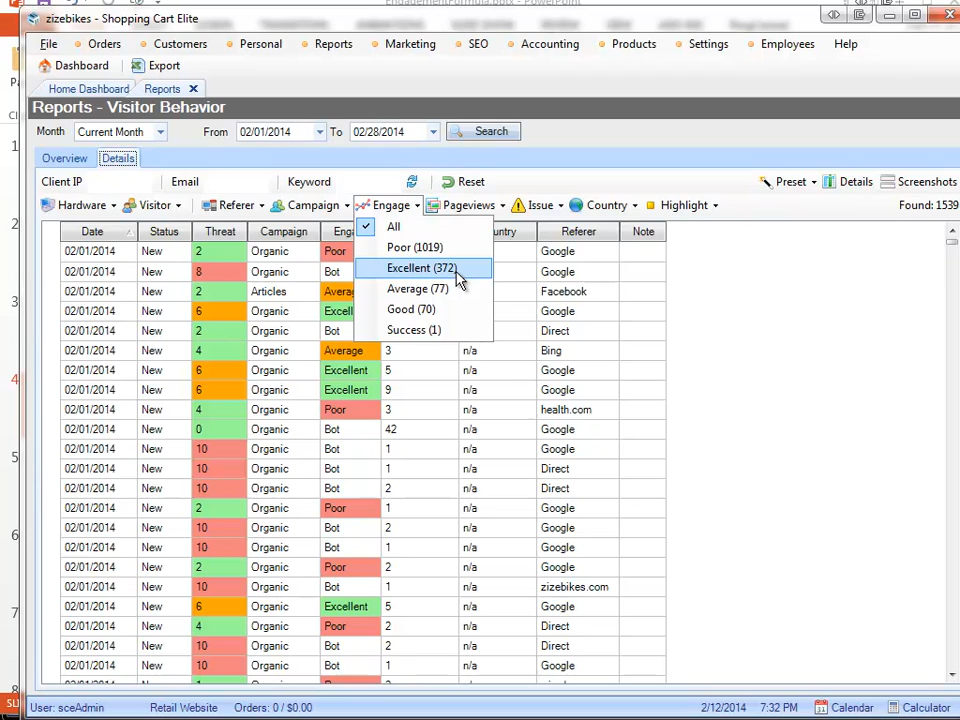 zizebikes - Shopping Cart Elite
File Orders Customers Personal Reports Marketing SEO Accounting Products Settings Employees Help
Dashboard Export
Home Dashboard Reports
Reports - Visitor Behavior
Month Current Month From 02/01/2014 To 02/28/2014 Search
Overview Details
Client IP Email Keyword Reset Preset Details Screenshots
Hardware Visitor Referer Campaign Engage Pageviews Issue Country Highlight Found: 1539
Date Status Threat Campaign Referer Note
All
Poor (1019)
Excellent (372)
Average (77)
Good (70)
Success (1)
02/01/2014 New 2 Organic Poor Google
02/01/2014 New 8 Organic Bot Google
02/01/2014 New 2 Articles Facebook
02/01/2014 New 6 Organic Google
02/01/2014 New 2 Organic Bot Direct
02/01/2014 New 4 Organic Average 3 n/a Bing
02/01/2014 New 6 Organic Excellent 5 n/a Google
02/01/2014 New 6 Organic Excellent 9 n/a Google
02/01/2014 New 4 Organic Poor 3 n/a health.com
02/01/2014 New 0 Organic Bot 42 n/a Google
02/01/2014 New 10 Organic Bot 1 n/a Google
02/01/2014 New 10 Organic Bot 1 n/a Direct
02/01/2014 New 10 Organic Bot 2 n/a Direct
02/01/2014 New 2 Organic Poor 1 n/a Google
02/01/2014 New 10 Organic Bot 2 n/a Google
02/01/2014 New 10 Organic Bot 1 n/a Google
02/01/2014 New 2 Organic Poor 2 n/a Google
02/01/2014 New 10 Organic Bot 1 n/a zizebikes.com
02/01/2014 New 6 Organic Excellent 5 n/a Google
02/01/2014 New 4 Organic Poor 2 n/a Direct
02/01/2014 New 10 Organic Bot 2 n/a Direct
02/01/2014 New 10 Organic Bot 1 n/a Google
User: sceAdmin Retail Website Orders: 0 / $0.00 2/12/2014 7:32 PM Calendar Calculator
1
2
3
4
5
6
7
8